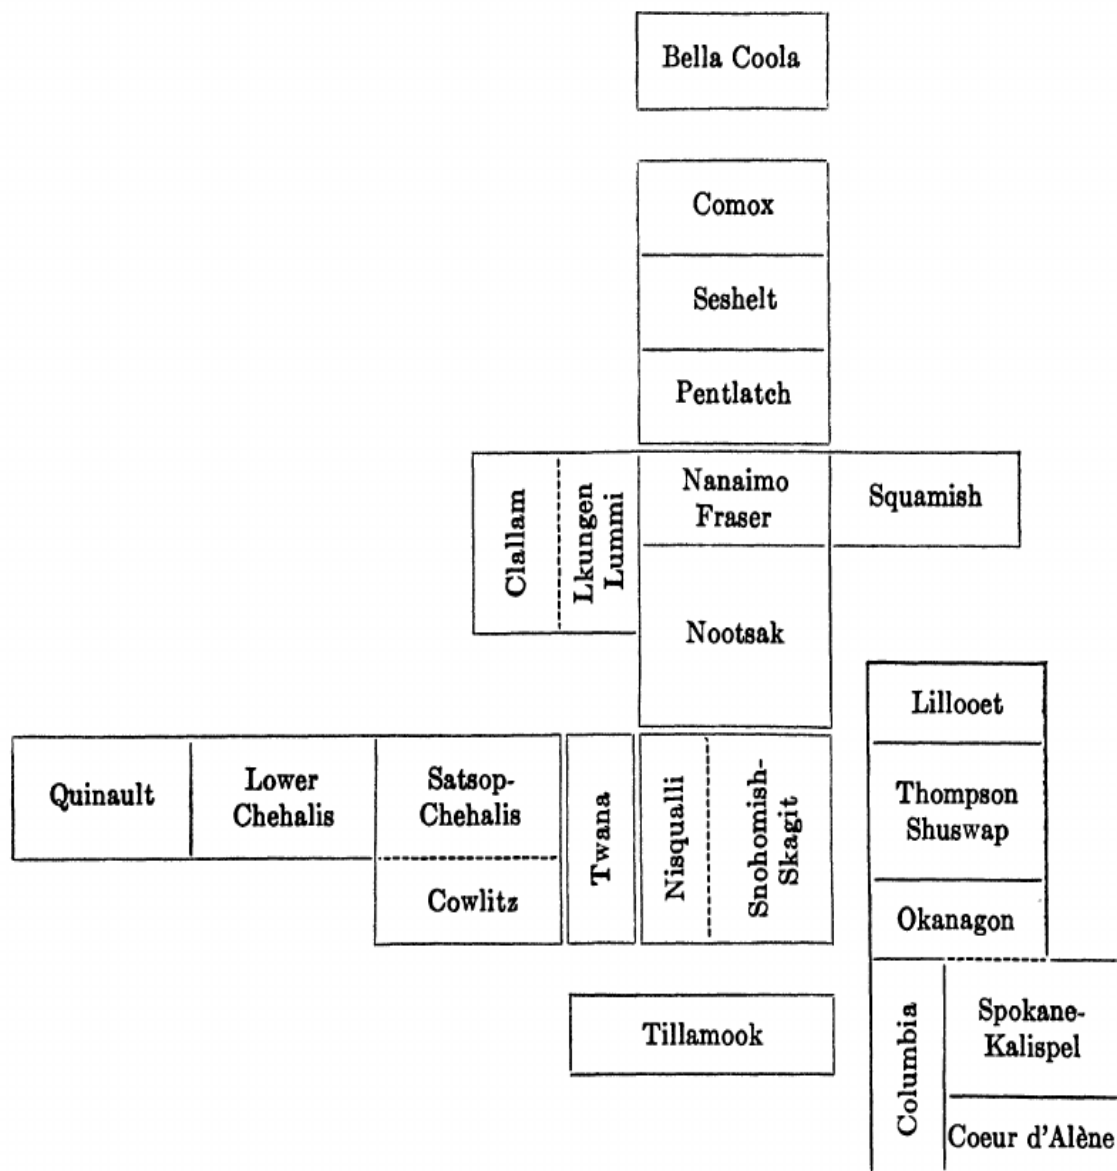 Bella Coola
Comox
Seshelt
Pentlatch
Clallam
Lkungen
Lummi
Nanaimo
Fraser
Squamish
Nootsak
Lillooet
Quinault
Lower
Chehalis
Satsop-
Chehalis
Cowlitz
Twana
Nisqualli
Snohomish-
Skagit
Thompson
Shuswap
Okanagon
Tillamook
Columbia
Spokane-
Kalispel
Coeur d'Alène